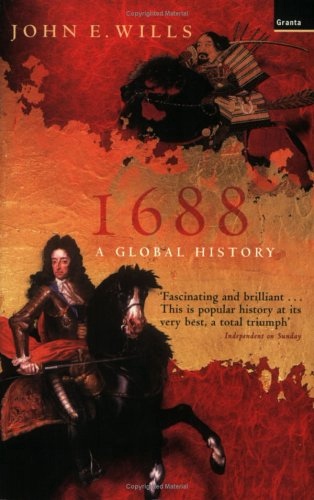 JOHN E. WILLS
Granta
1688
A GLOBAL HISTORY
‘Fascinating and brilliant . . .
This is popular history at its
very best, a total triumph’
Independent on Sunday